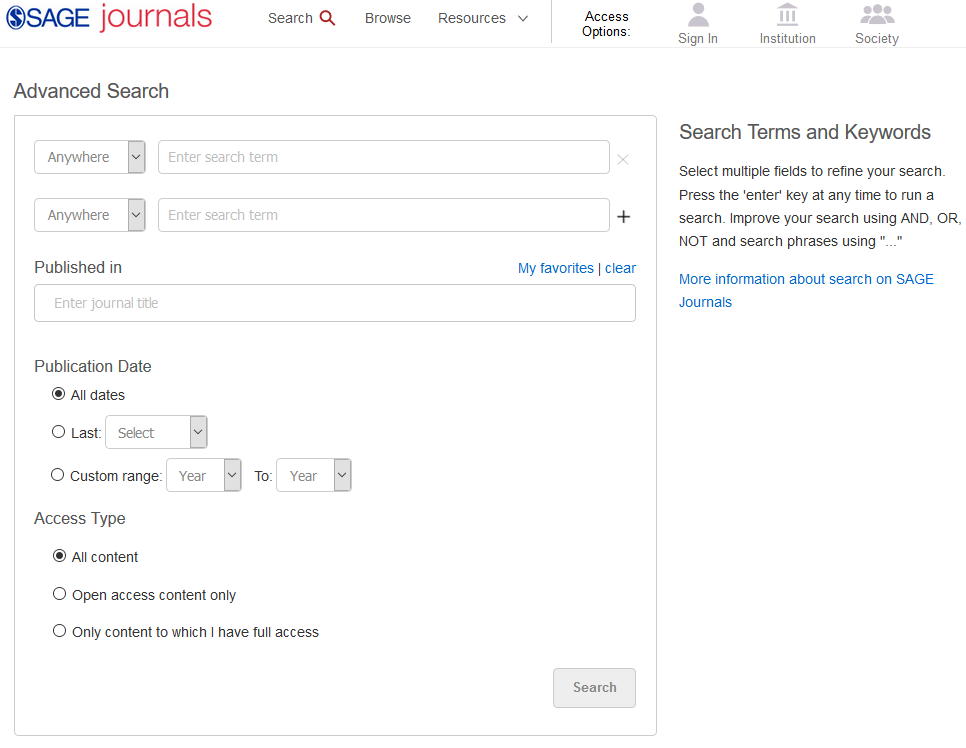 SAGE journals
Search
Browse
Resources
Access Options:
Sign In
Institution
Society
Advanced Search
Anywhere
Enter search term
Anywhere
Enter search term
Published in
My favorites | clear
Enter journal title
Publication Date
All dates
Last: Select
Custom range: Year To: Year
Access Type
All content
Open access content only
Only content to which I have full access
Search
Search Terms and Keywords
Select multiple fields to refine your search.
Press the 'enter' key at any time to run a
search. Improve your search using AND, OR,
NOT and search phrases using "..."
More information about search on SAGE
Journals